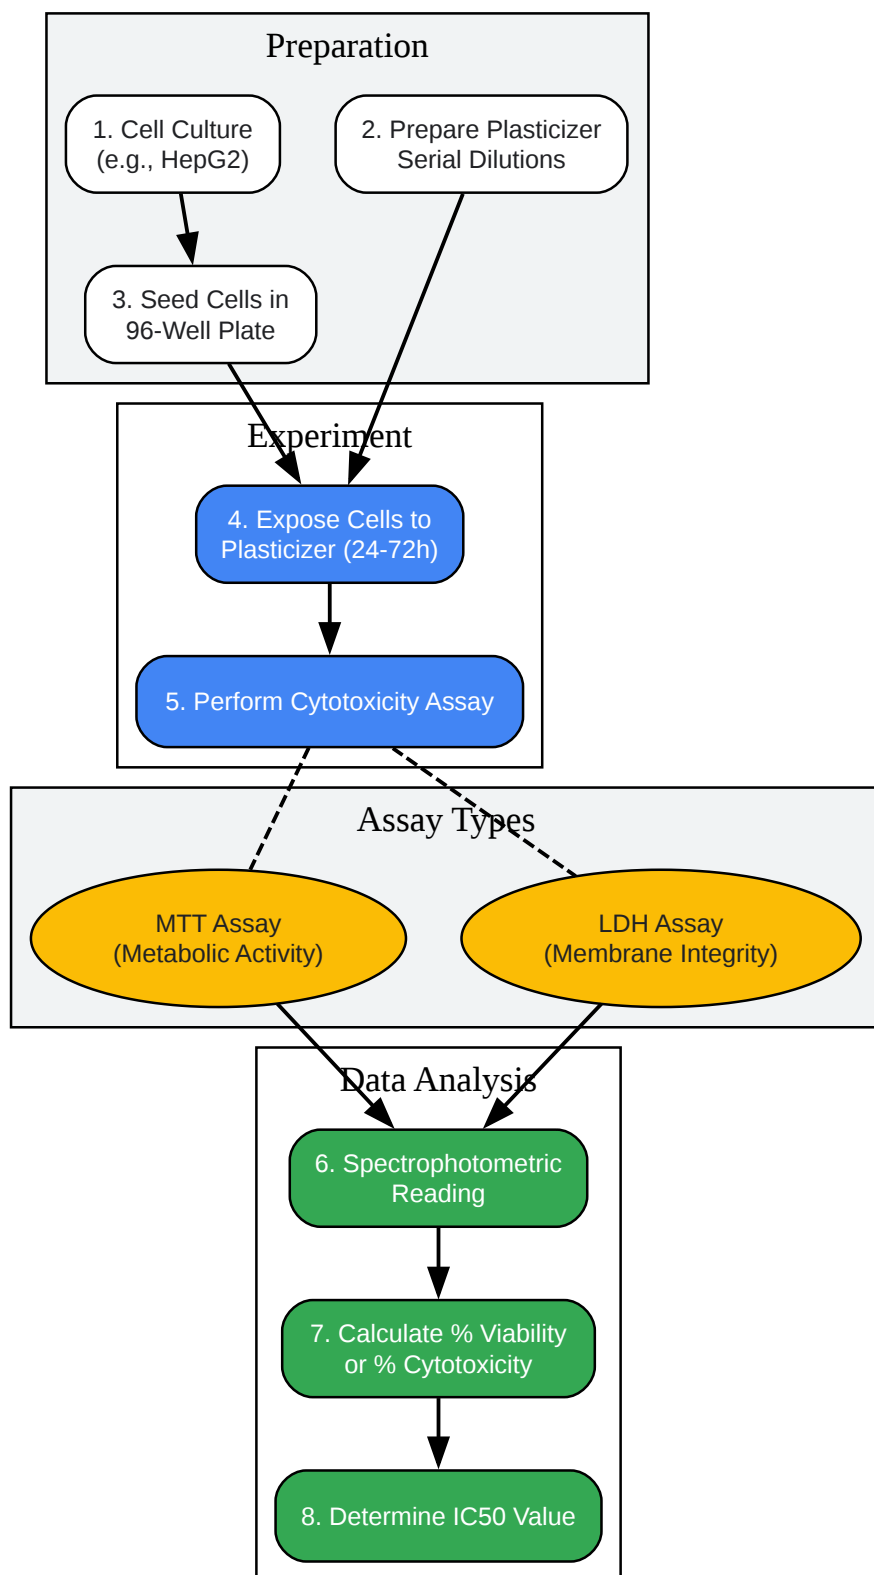 Preparation
1. Cell Culture
(e.g., HepG2)
2. Prepare Plasticizer
Serial Dilutions
3. Seed Cells in
96-Well Plate
Experiment
4. Expose Cells to
Plasticizer (24-72h)
5. Perform Cytotoxicity Assay
Assay Types
MTT Assay
(Metabolic Activity)
LDH Assay
(Membrane Integrity)
Data Analysis
6. Spectrophotometric
Reading
7. Calculate % Viability
or % Cytotoxicity
8. Determine IC50 Value